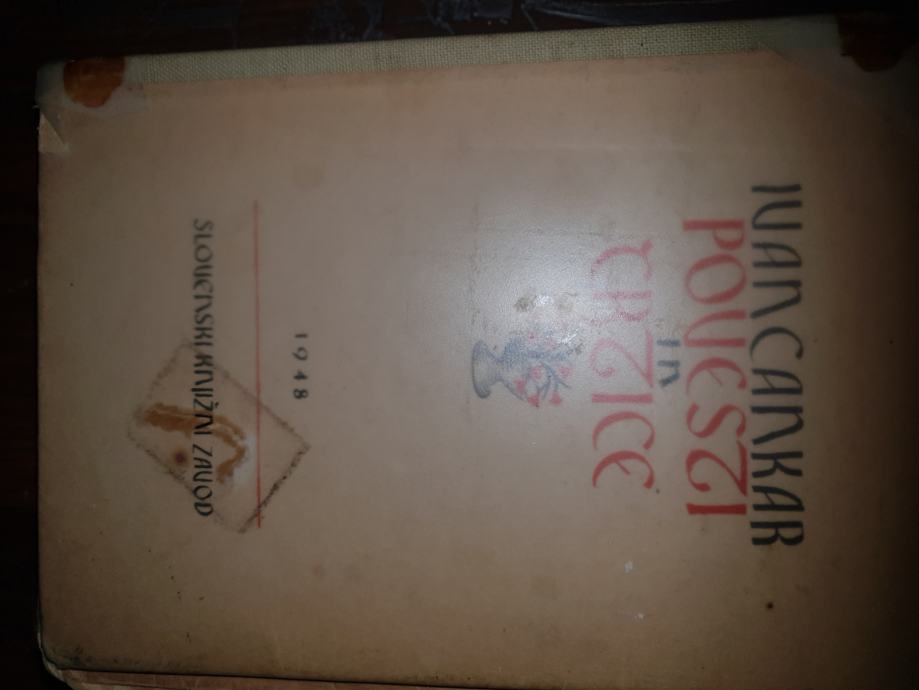 IVAN CANKAR
POVESTI
in
ČRTICE
1948
SLOVENSKI KNJIŽNI ZAVOD